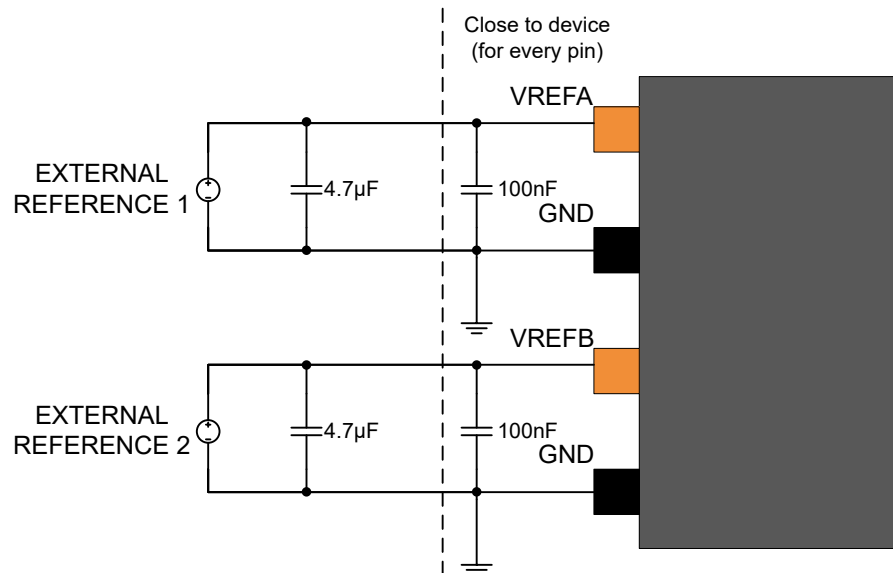 Close to device
(for every pin)
VREFA
EXTERNAL
REFERENCE 1
4.7µF
100nF
GND
VREFB
EXTERNAL
REFERENCE 2
4.7µF
100nF
GND